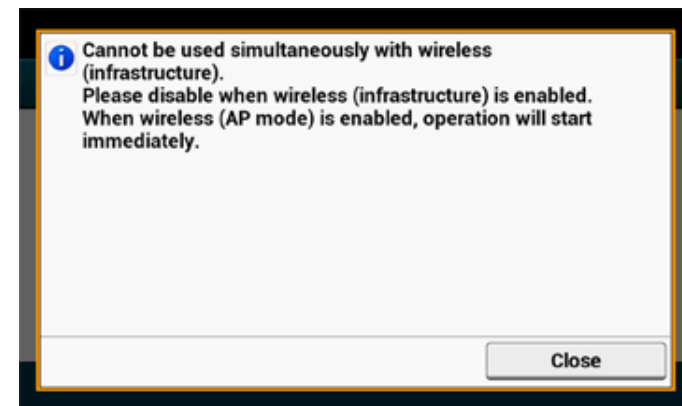 Cannot be used simultaneously with wireless
(infrastructure).
Please disable when wireless (infrastructure) is enabled.
When wireless (AP mode) is enabled, operation will start
immediately.
Close